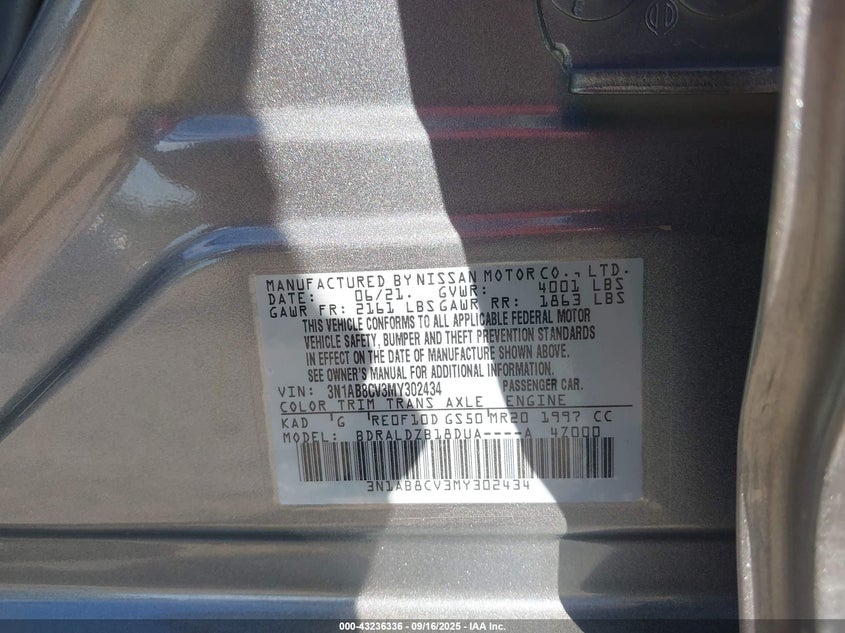 MANUFACTURED BY NISSAN MOTOR CO., LTD.
DATE: 06/21. GVWR: 4001 LBS
GAWR FR: 2161 LBS GAWR RR: 1863 LBS
THIS VEHICLE CONFORMS TO ALL APPLICABLE FEDERAL MOTOR
VEHICLE SAFETY, BUMPER AND THEFT PREVENTION STANDARDS
IN EFFECT ON THE DATE OF MANUFACTURE SHOWN ABOVE.
SEE OWNER'S MANUAL FOR ADDITIONAL INFORMATION.
VIN: 3N1AB8CV3MY302434 PASSENGER CAR.
COLOR TRIM TRANS AXLE ENGINE
KAD G RE0F10D GS50 MR20 1997 CC
MODEL: BDRALDZB18DUA----A 47000
3N1AB8CV3MY302434
000-43236336 - 09/16/2025 - IAA Inc.